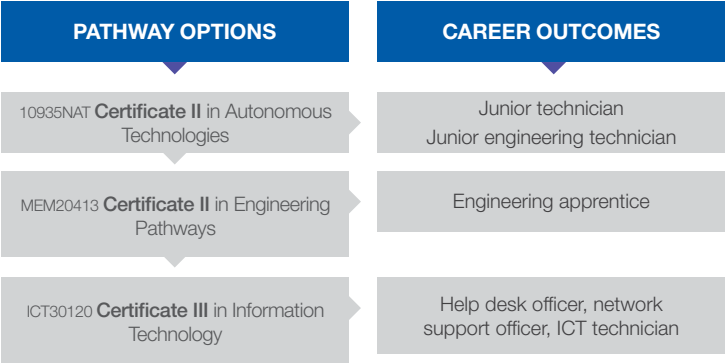 PATHWAY OPTIONS
CAREER OUTCOMES
10935NAT Certificate II in Autonomous
Technologies
Junior technician
Junior engineering technician
MEM20413 Certificate II in Engineering
Pathways
Engineering apprentice
ICT30120 Certificate III in Information
Technology
Help desk officer, network
support officer, ICT technician